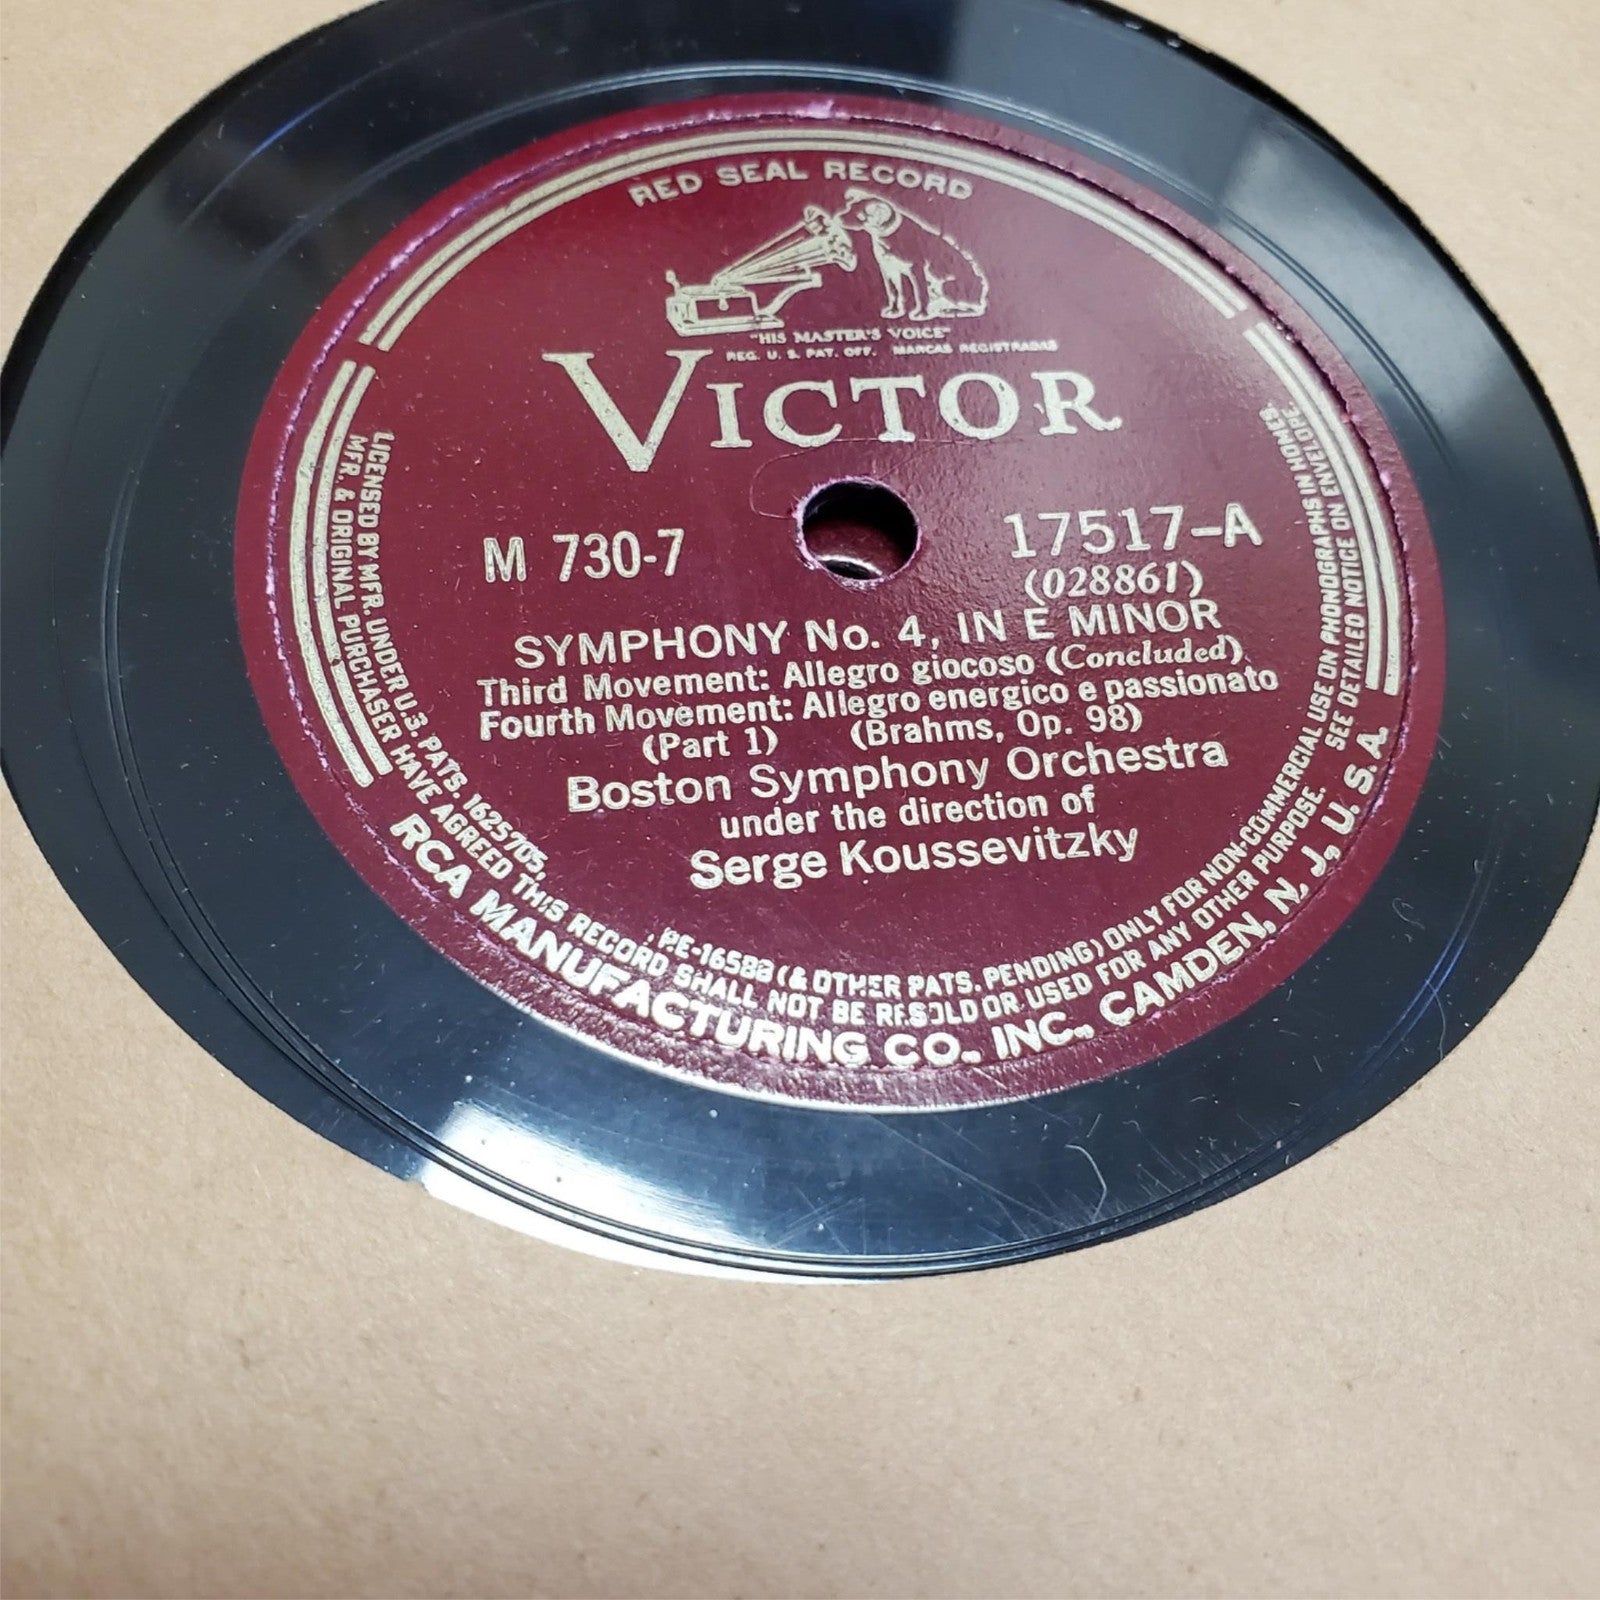 RED SEAL RECORD
"HIS MASTER'S VOICE"
REG. U. S. PAT. OFF. MARCAS REGISTRADAS
VICTOR
M 730-7
17517-A
(028861)
SYMPHONY No. 4, IN E MINOR
Third Movement: Allegro giocoso (Concluded)
Fourth Movement: Allegro energico e passionato
(Part 1) (Brahms, Op. 98)
Boston Symphony Orchestra
under the direction of
Serge Koussevitzky
LICENSED BY MFR. UNDER U.S. PATS. 1625705, RE-16588 (& OTHER PATS. PENDING) ONLY FOR NON-COMMERCIAL USE ON PHONOGRAPHS IN HOMES.
MFR. & ORIGINAL PURCHASER HAVE AGREED THIS RECORD SHALL NOT BE RESOLD OR USED FOR ANY OTHER PURPOSE. SEE DETAILED NOTICE ON ENVELOPE.
RCA MANUFACTURING CO., INC., CAMDEN, N. J., U. S. A.